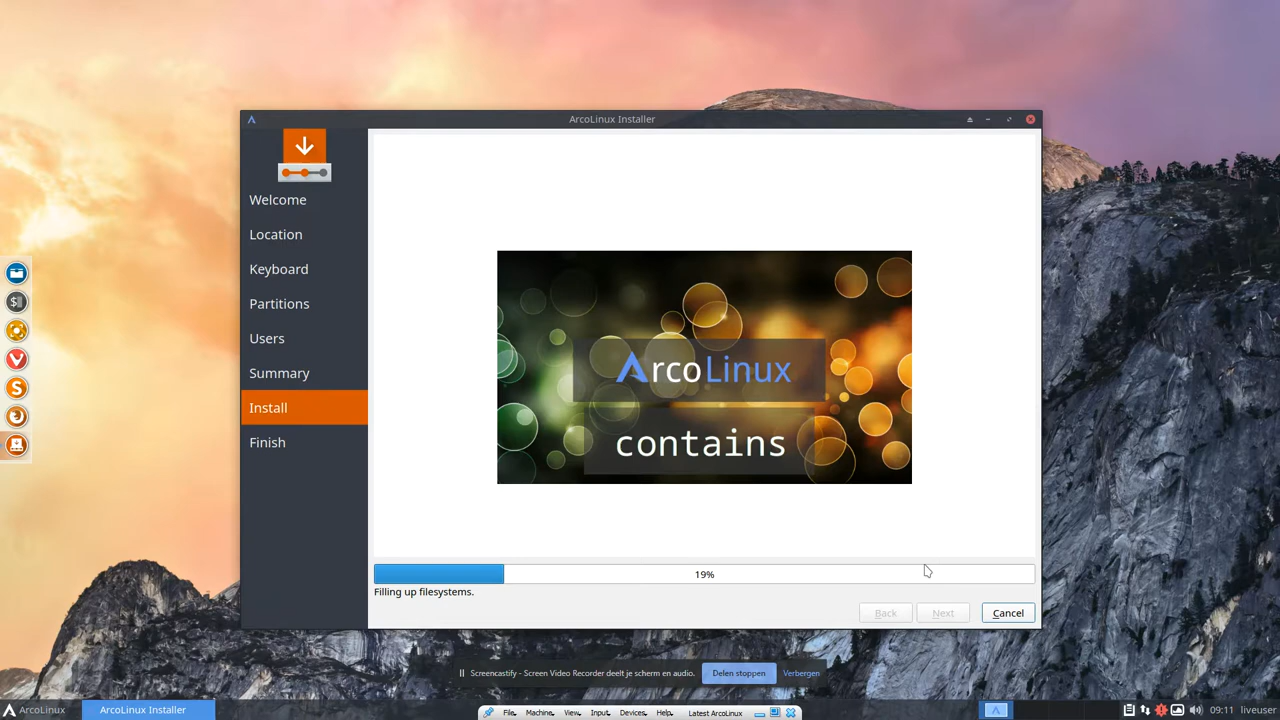 ArcoLinux Installer
Welcome
Location
Keyboard
Partitions
Users
Summary
Install
Finish
ArcoLinux
contains
19%
Filling up filesystems.
Back
Next
Cancel
Screencastify - Screen Video Recorder deelt je scherm en audio.
Delen stoppen
Verbergen
ArcoLinux
ArcoLinux Installer
File
Machine
View
Input
Devices
Help
Latest ArcoLinux
09:11
liveuser